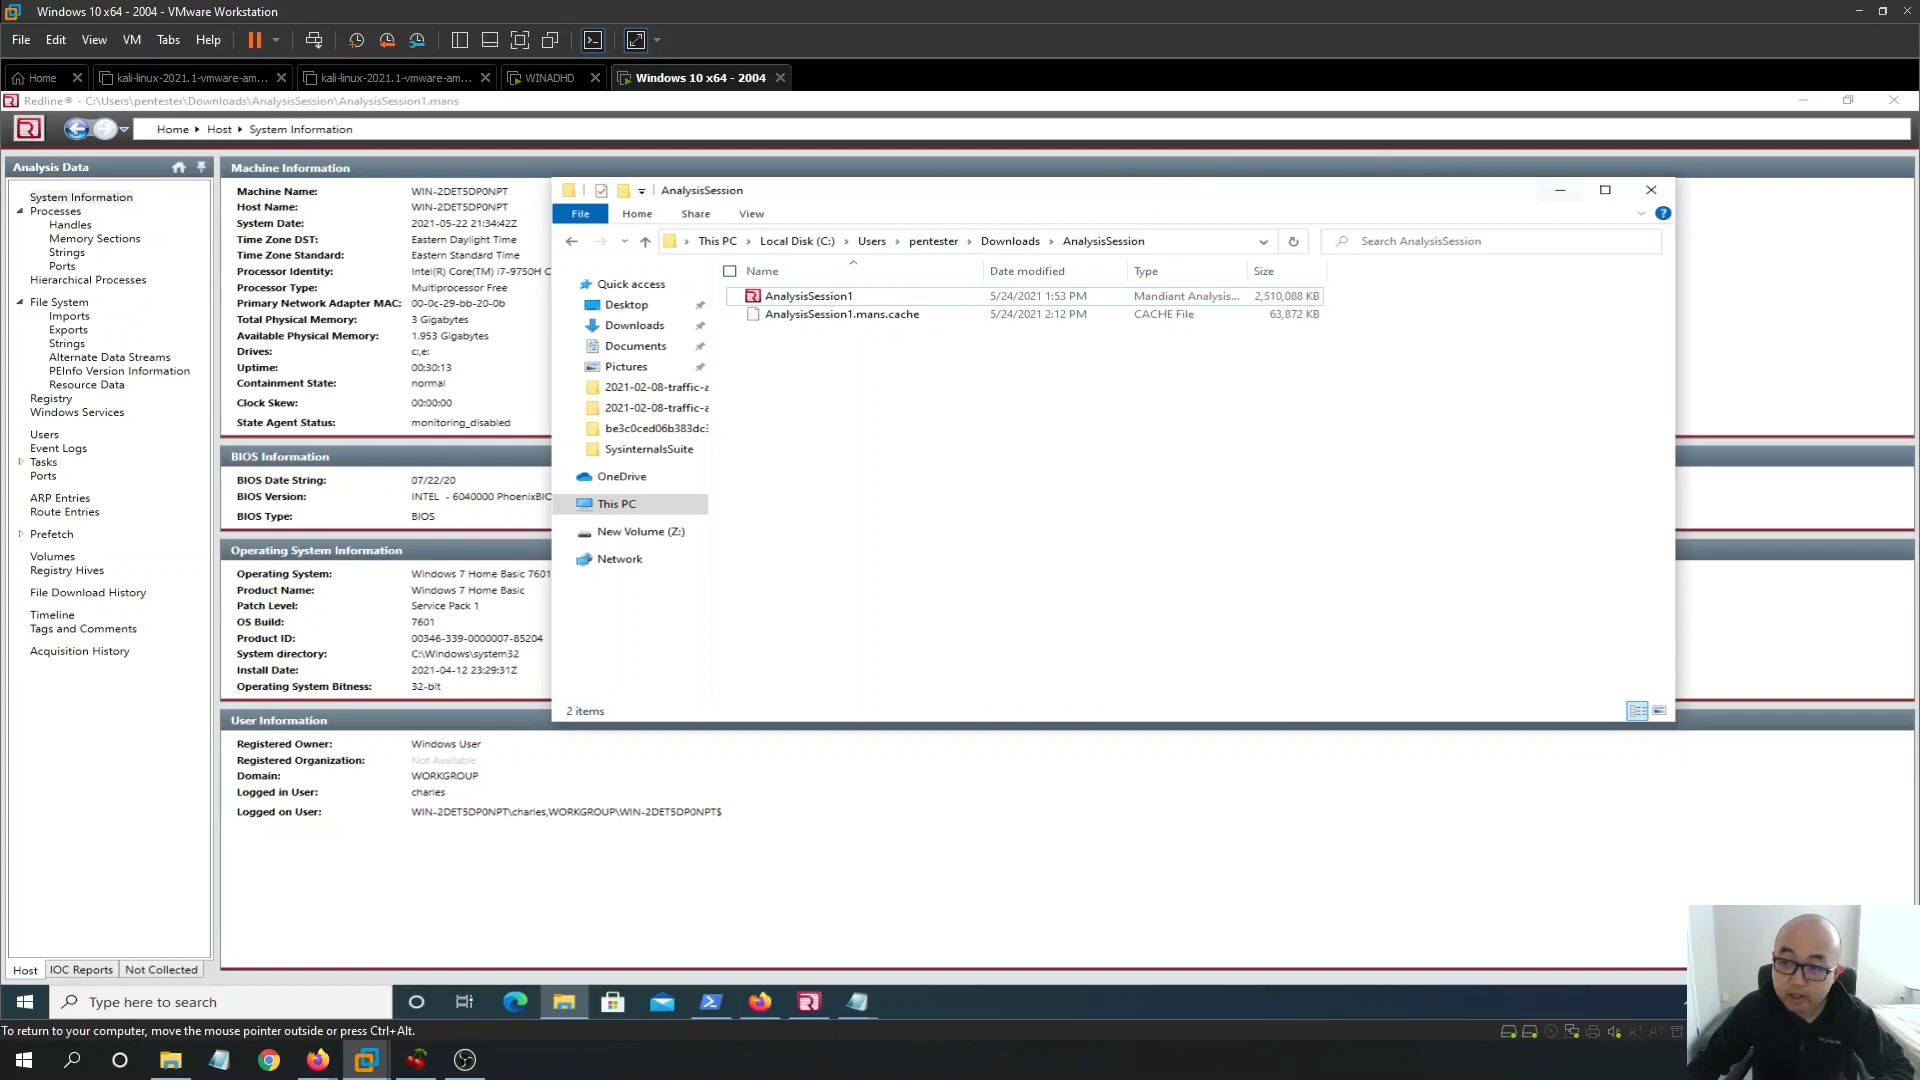 Windows 10 x64 - 2004 - VMware Workstation
File Edit View VM Tabs Help
Home kali-linux-2021.1-vmware-am... kali-linux-2021.1-vmware-am... WINADHD Windows 10 x64 - 2004
Redline® - C:\Users\pentester\Downloads\AnalysisSession\AnalysisSession1.mans
Home Host System Information
Analysis Data
System Information
Processes
Handles
Memory Sections
Strings
Ports
Hierarchical Processes
File System
Imports
Exports
Strings
Alternate Data Streams
PEInfo Version Information
Resource Data
Registry
Windows Services
Users
Event Logs
Tasks
Ports
ARP Entries
Route Entries
Prefetch
Volumes
Registry Hives
File Download History
Timeline
Tags and Comments
Acquisition History
Host IOC Reports Not Collected
Machine Information
Machine Name: WIN-2DET5DP0NPT
Host Name: WIN-2DET5DP0NPT
System Date: 2021-05-22 21:34:42Z
Time Zone DST: Eastern Daylight Time
Time Zone Standard: Eastern Standard Time
Processor Identity: Intel(R) Core(TM) i7-9750H C
Processor Type: Multiprocessor Free
Primary Network Adapter MAC: 00-0c-29-bb-20-0b
Total Physical Memory: 3 Gigabytes
Available Physical Memory: 1.953 Gigabytes
Drives: c:,e:
Uptime: 00:30:13
Containment State: normal
Clock Skew: 00:00:00
State Agent Status: monitoring_disabled
BIOS Information
BIOS Date String: 07/22/20
BIOS Version: INTEL - 6040000 PhoenixBIO
BIOS Type: BIOS
Operating System Information
Operating System: Windows 7 Home Basic 7601
Product Name: Windows 7 Home Basic
Patch Level: Service Pack 1
OS Build: 7601
Product ID: 00346-339-0000007-85204
System directory: C:\Windows\system32
Install Date: 2021-04-12 23:29:31Z
Operating System Bitness: 32-bit
User Information
Registered Owner: Windows User
Registered Organization: Not Available
Domain: WORKGROUP
Logged in User: charles
Logged on User: WIN-2DET5DP0NPT\charles,WORKGROUP\WIN-2DET5DP0NPT$
AnalysisSession
File Home Share View
This PC Local Disk (C:) Users pentester Downloads AnalysisSession Search AnalysisSession
Name Date modified Type Size
AnalysisSession1 5/24/2021 1:53 PM Mandiant Analysis... 2,510,088 KB
AnalysisSession1.mans.cache 5/24/2021 2:12 PM CACHE File 63,872 KB
Quick access
Desktop
Downloads
Documents
Pictures
2021-02-08-traffic-a
2021-02-08-traffic-a
be3c0ced06b383dc3
SysinternalsSuite
OneDrive
This PC
New Volume (Z:)
Network
2 items
Type here to search
To return to your computer, move the mouse pointer outside or press Ctrl+Alt.